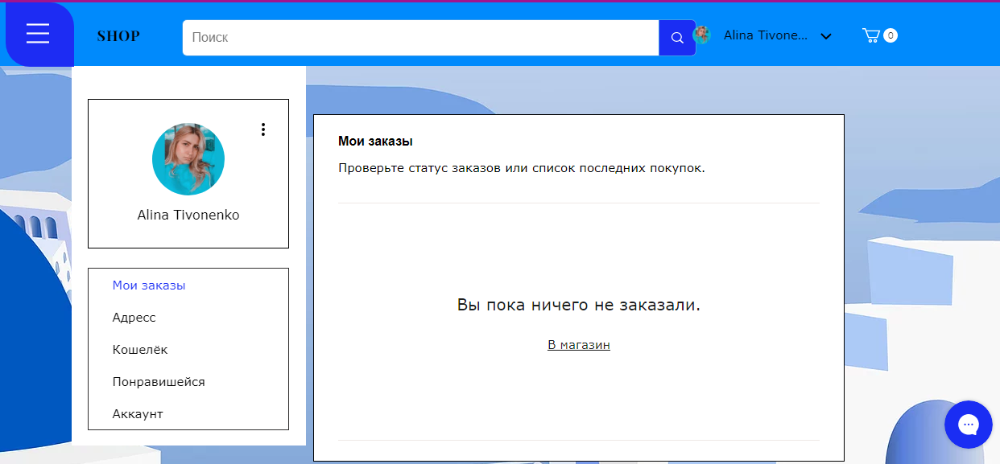 SHOP
Поиск
Alina Tivone...
0
Alina Tivonenko
Мои заказы
Адресс
Кошелёк
Понравишейся
Аккаунт
Мои заказы
Проверьте статус заказов или список последних покупок.
Вы пока ничего не заказали.
В магазин